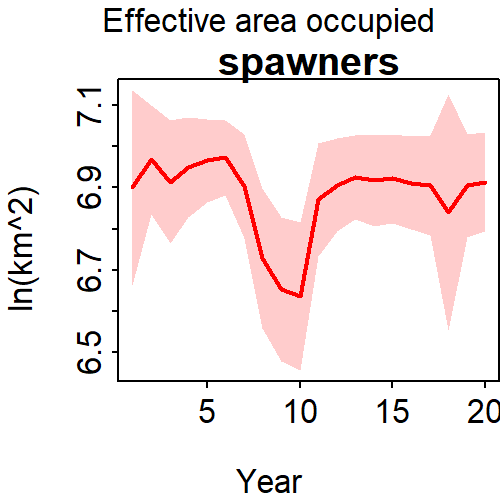 Effective area occupied
spawners
ln(km^2)
7.1
6.9
6.7
6.5
5 10 15 20
Year